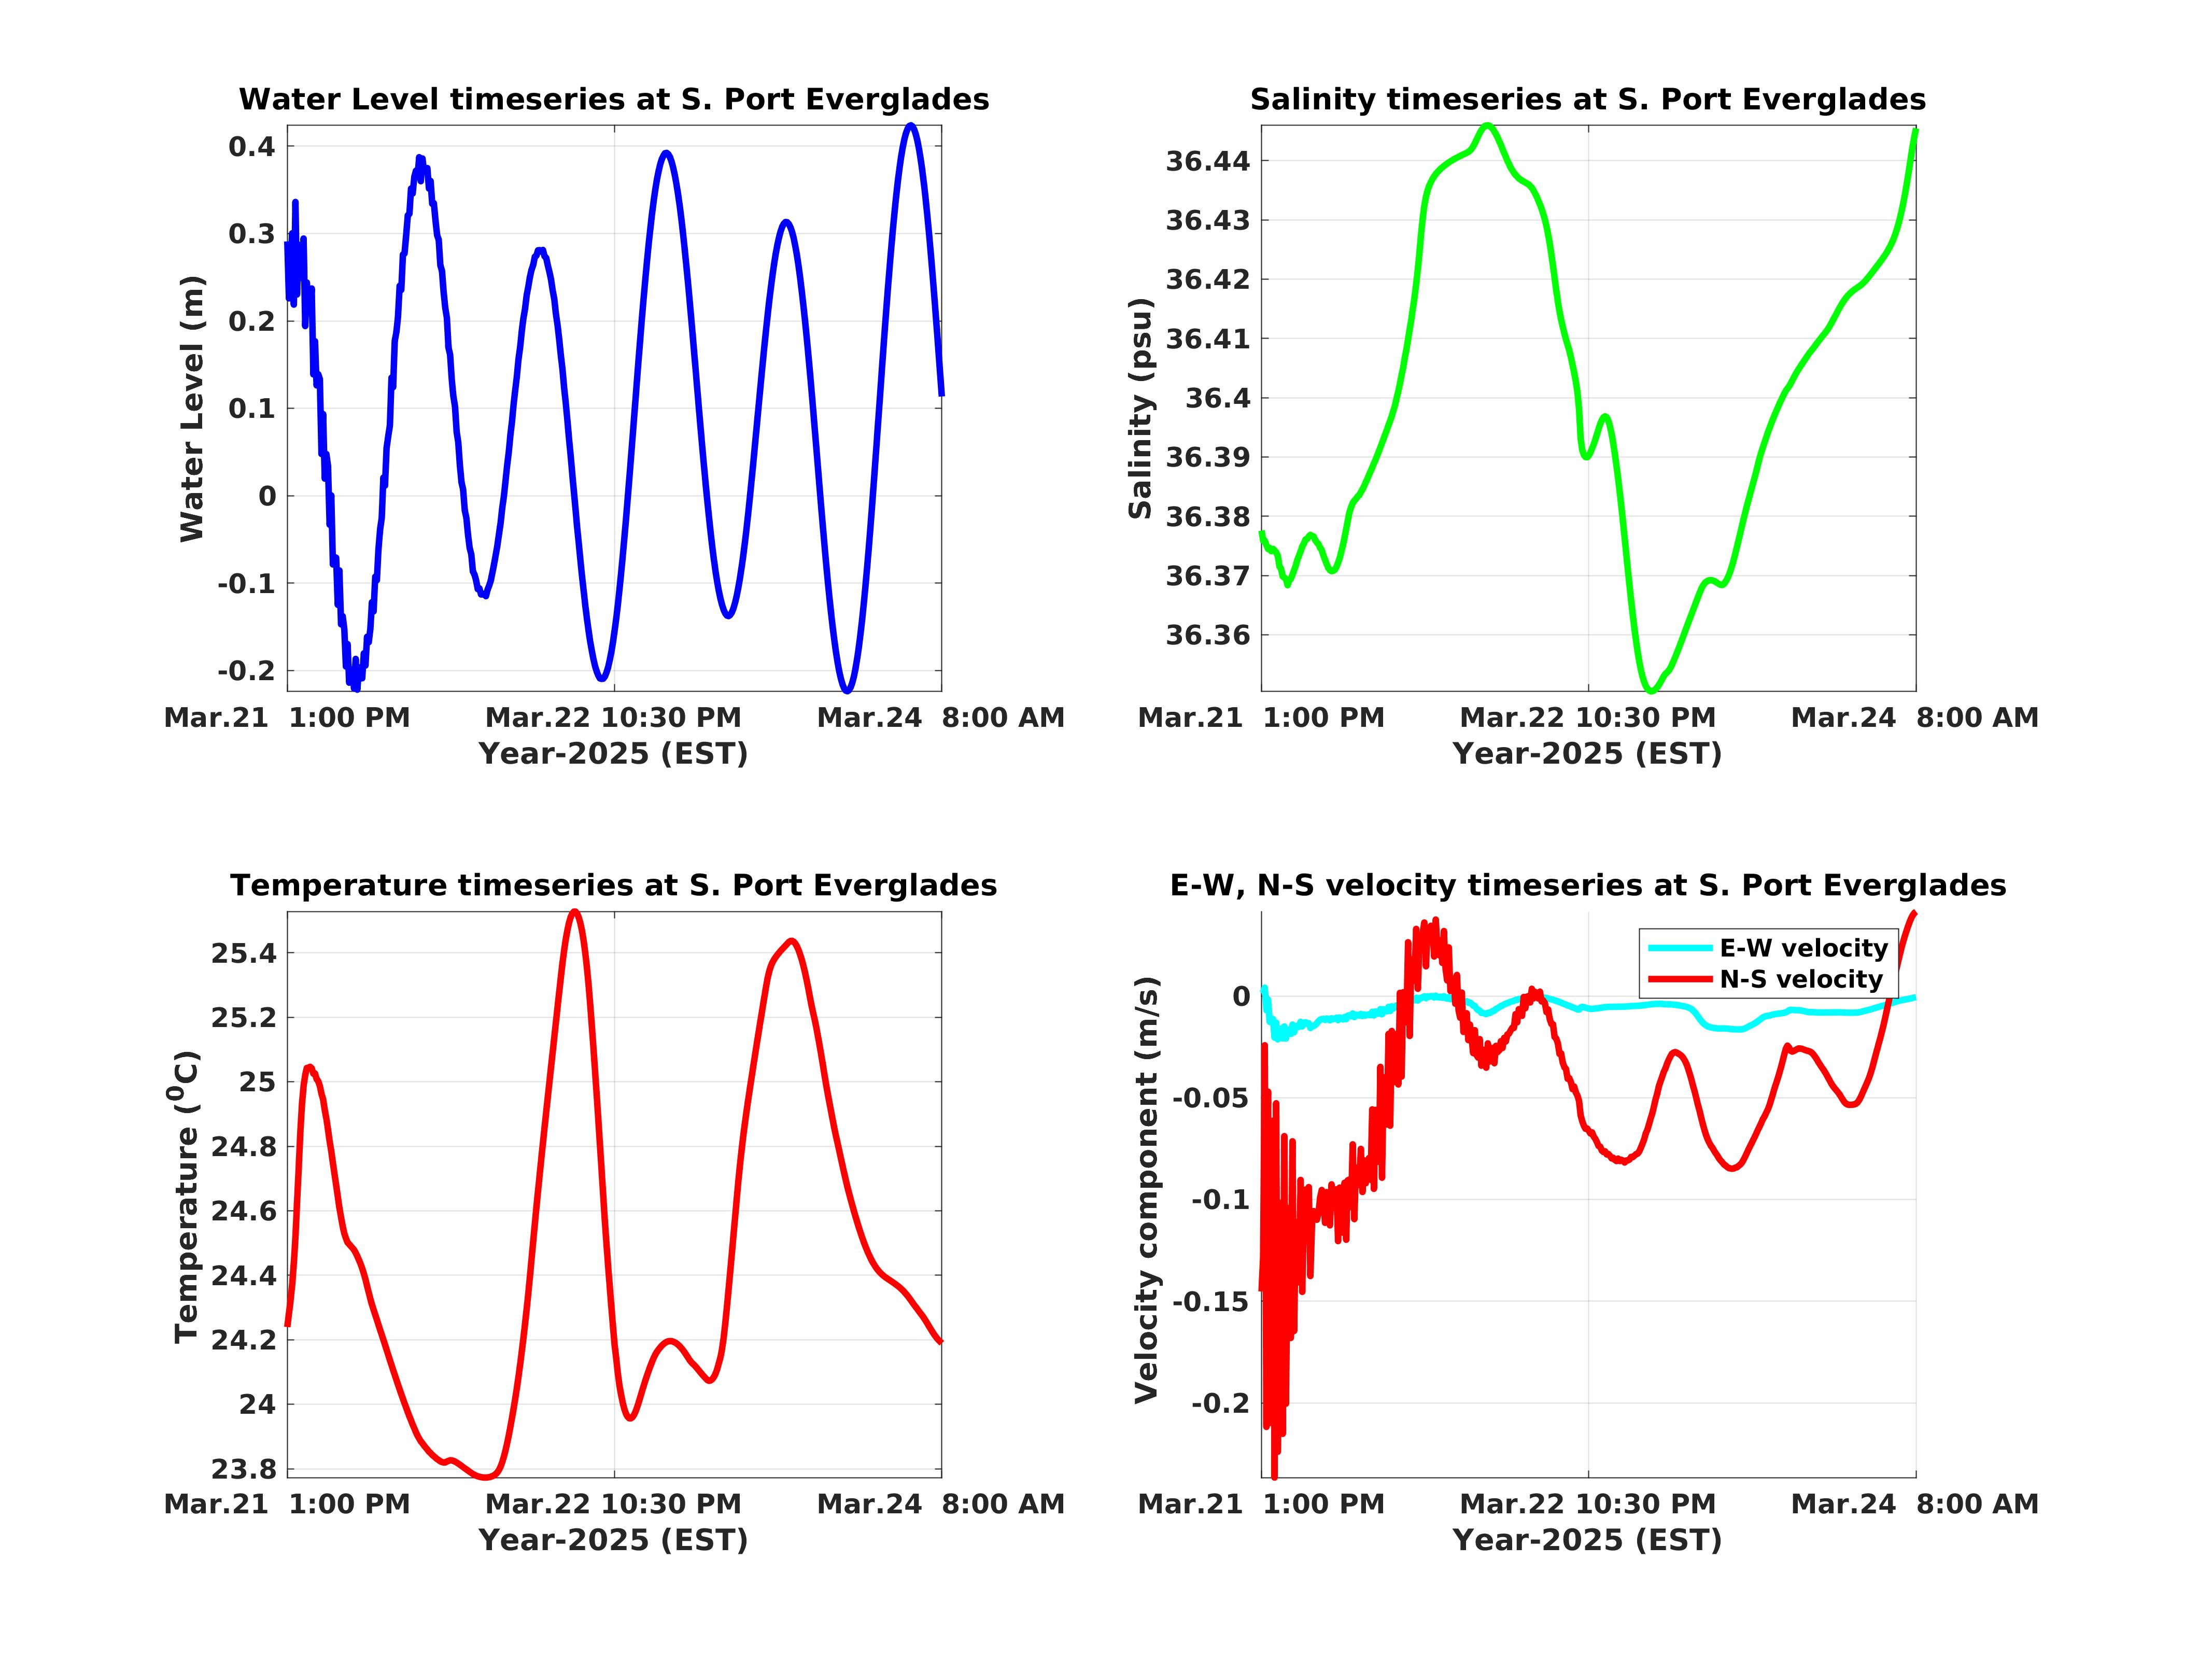 Water Level timeseries at S. Port Everglades
Water Level (m)
0.4
0.3
0.2
0.1
0
-0.1
-0.2
Mar.21 1:00 PM Mar.22 10:30 PM Mar.24 8:00 AM
Year-2025 (EST)
Salinity timeseries at S. Port Everglades
Salinity (psu)
36.44
36.43
36.42
36.41
36.4
36.39
36.38
36.37
36.36
Mar.21 1:00 PM Mar.22 10:30 PM Mar.24 8:00 AM
Year-2025 (EST)
Temperature timeseries at S. Port Everglades
Temperature (⁰C)
25.4
25.2
25
24.8
24.6
24.4
24.2
24
23.8
Mar.21 1:00 PM Mar.22 10:30 PM Mar.24 8:00 AM
Year-2025 (EST)
E-W, N-S velocity timeseries at S. Port Everglades
Velocity component (m/s)
E-W velocity
N-S velocity
0
-0.05
-0.1
-0.15
-0.2
Mar.21 1:00 PM Mar.22 10:30 PM Mar.24 8:00 AM
Year-2025 (EST)